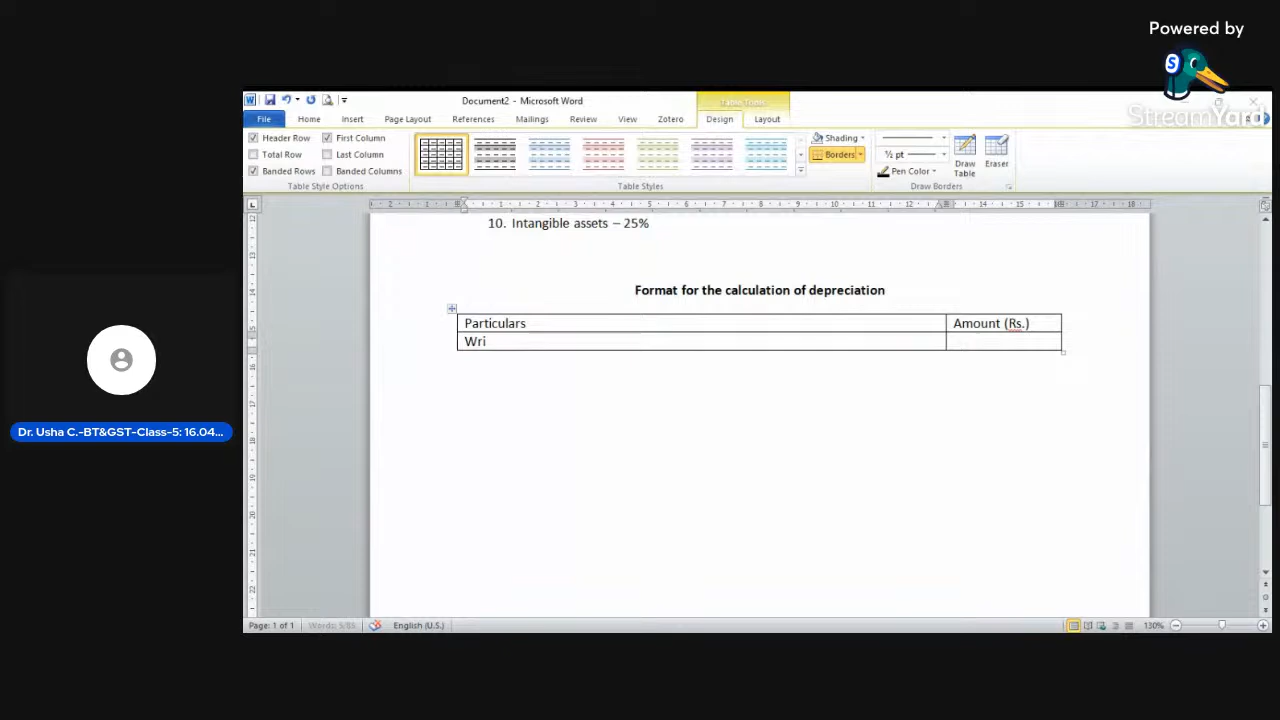 Powered by
S
StreamYard
Document2 - Microsoft Word
Table Tools
File Home Insert Page Layout References Mailings Review View Zotero Design Layout
Header Row First Column
Total Row Last Column
Banded Rows Banded Columns
Table Style Options
Table Styles
Shading
Borders
½ pt
Pen Color
Draw Table
Eraser
Draw Borders
10. Intangible assets – 25%
Format for the calculation of depreciation
Particulars Amount (Rs.)
Wri
Dr. Usha C.-BT&GST-Class-5: 16.04...
Page: 1 of 1 Words: 5/85 English (U.S.) 130%